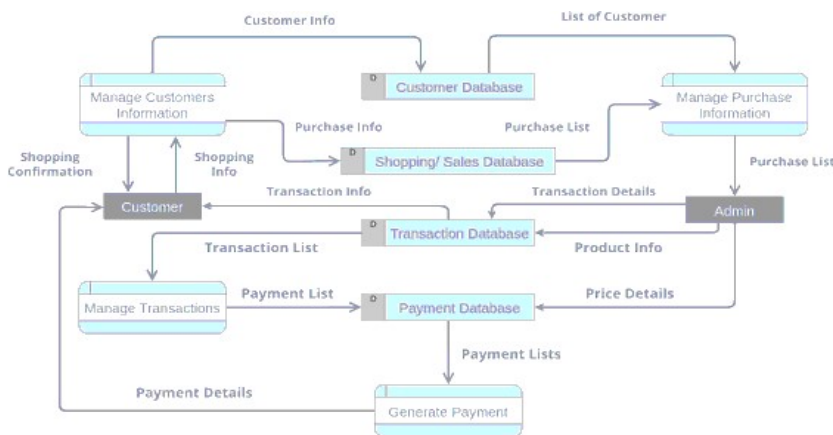 Customer Info
List of Customer
D
Customer Database
Manage Customers
Information
Manage Purchase
Information
Purchase Info
Purchase List
D
Shopping/ Sales Database
Shopping
Confirmation
Shopping
Info
Purchase List
Transaction Info
Transaction Details
Customer
Admin
D
Transaction Database
Transaction List
Product Info
Manage Transactions
Payment List
D
Payment Database
Price Details
Payment Lists
Payment Details
Generate Payment